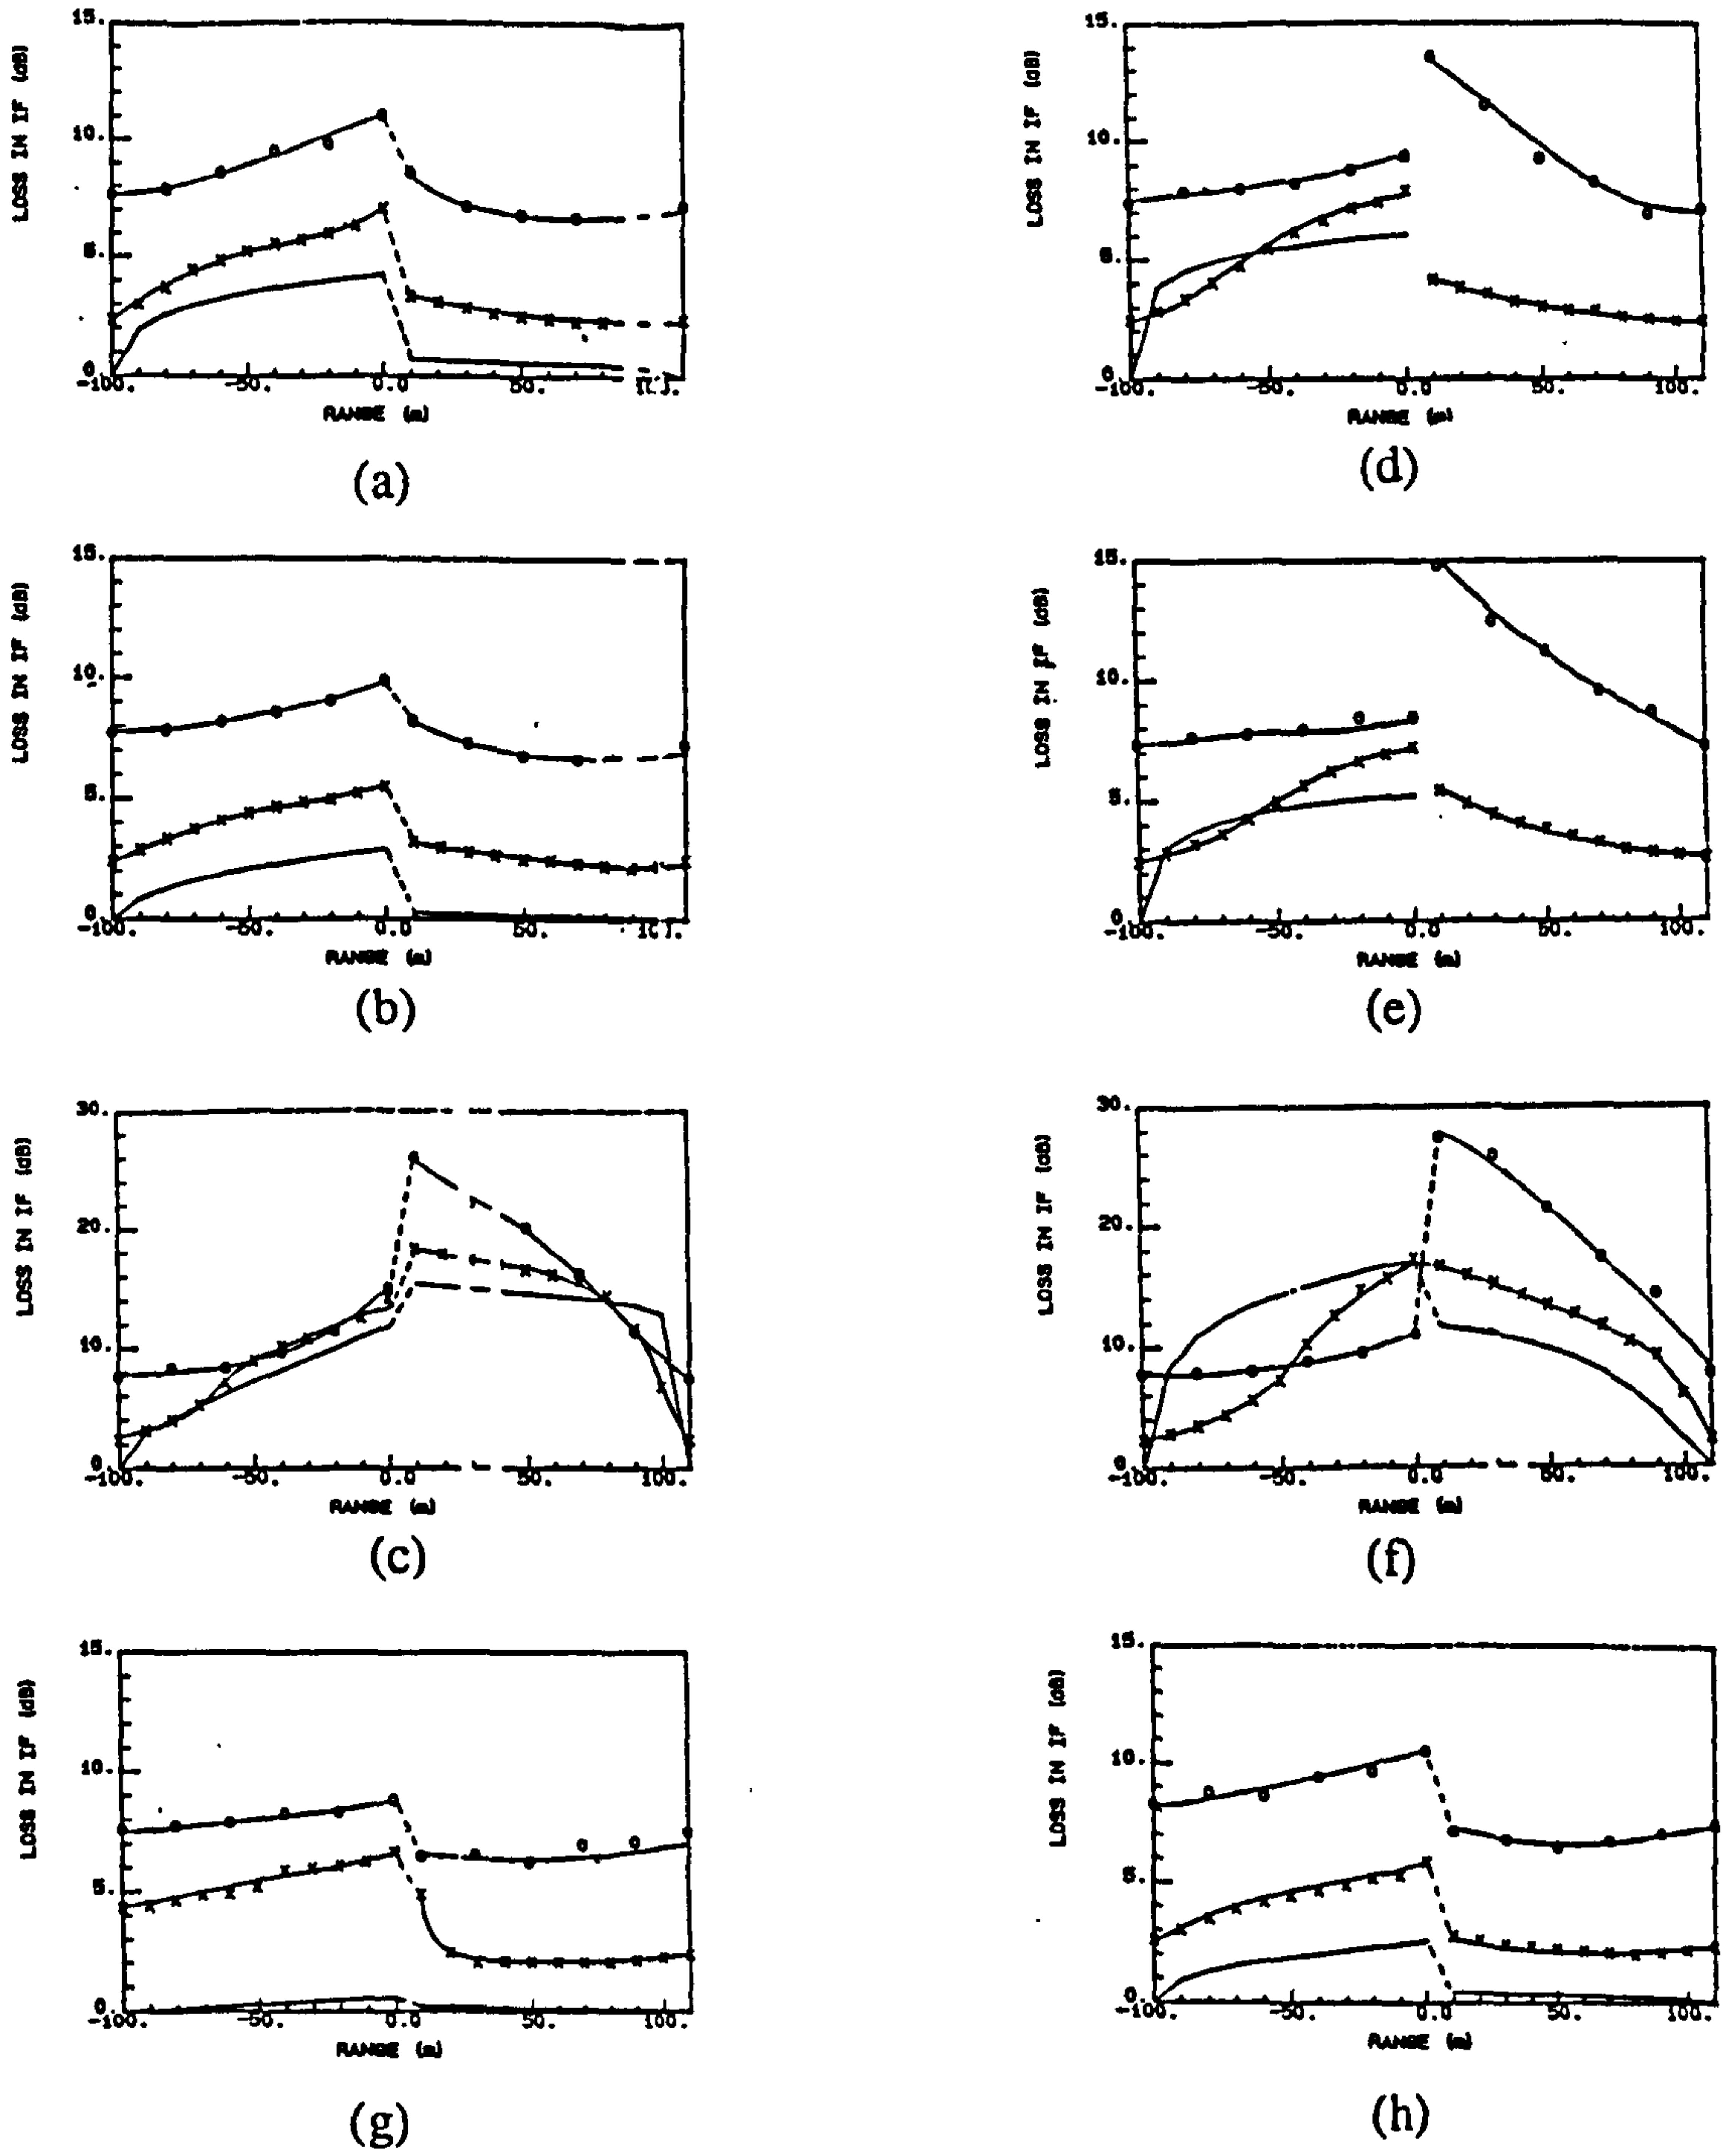 15.
10.
5.
0.
LOSS IN IF (dB)
-100. -50. 0.0 50.
RANGE (m)
(a)
15.
10.
5.
0.
LOSS IN IF (dB)
-100. -50. 0.0 50. 100.
RANGE (m)
(d)
15.
10.
5.
0.
LOSS IN IF (dB)
-100. -50. 0.0 50.
RANGE (m)
(b)
15.
10.
5.
0.
LOSS IN IF (dB)
-100. -50. 0.0 50. 100.
RANGE (m)
(e)
30.
20.
10.
0.
LOSS IN IF (dB)
-100. -50. 0.0 50. 100.
RANGE (m)
(c)
30.
20.
10.
0.
LOSS IN IF (dB)
-100. -50. 0.0 50. 100.
RANGE (m)
(f)
15.
10.
5.
0.
LOSS IN IF (dB)
-100. -50. 0.0 50. 100.
RANGE (m)
(g)
15.
10.
5.
0.
LOSS IN IF (dB)
-100. -50. 0.0 50. 100.
RANGE (m)
(h)